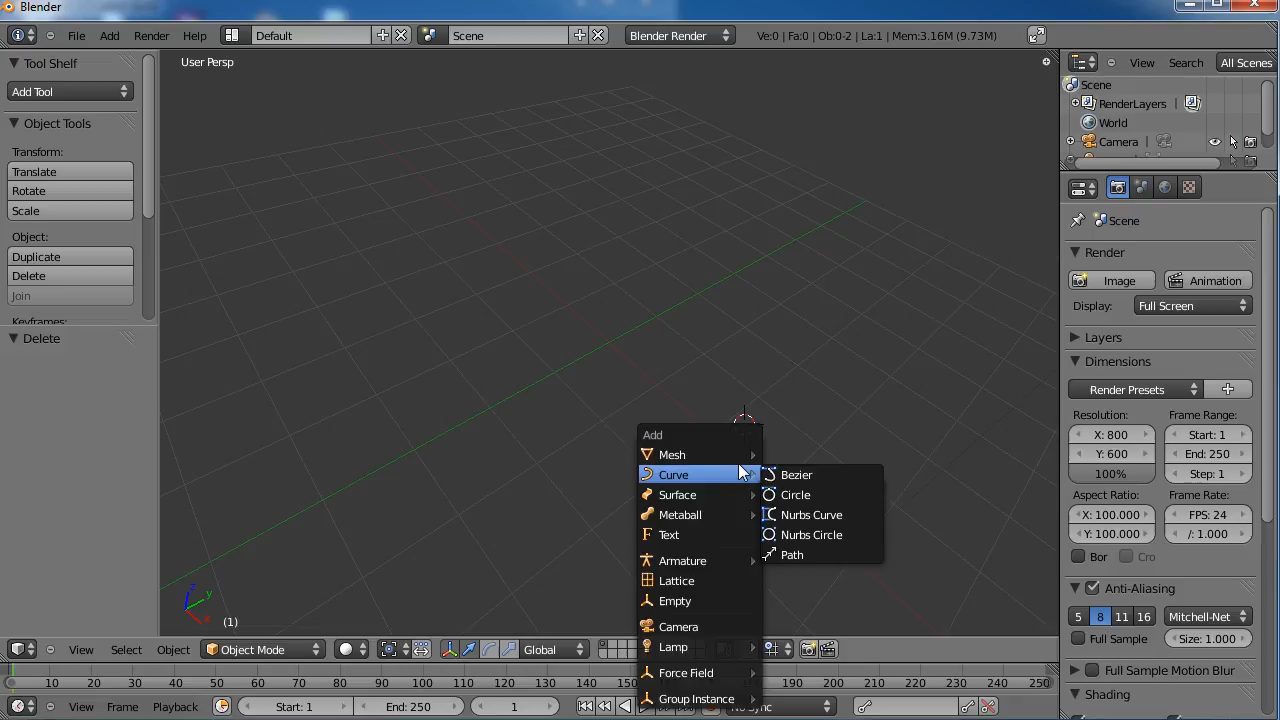 Blender
File Add Render Help Default Scene Blender Render Ve:0 | Fa:0 | Ob:0-2 | La:1 | Mem:3.16M (9.73M)
Tool Shelf
Add Tool
Object Tools
Transform:
Translate
Rotate
Scale
Object:
Duplicate
Delete
Join
Keyframes:
Delete
User Persp
(1)
Add
Mesh
Curve
Surface
Metaball
Text
Armature
Lattice
Empty
Camera
Lamp
Force Field
Group Instance
Bezier
Circle
Nurbs Curve
Nurbs Circle
Path
z
y
x
View Select Object Object Mode Global
View Search All Scenes
Scene
RenderLayers
World
Camera
Scene
Render
Image Animation
Display: Full Screen
Layers
Dimensions
Render Presets
Resolution: Frame Range:
X: 800 Start: 1
Y: 600 End: 250
100% Step: 1
Aspect Ratio: Frame Rate:
X: 100.000 FPS: 24
Y: 100.000 /: 1.000
Bor Cro
Anti-Aliasing
5 8 11 16 Mitchell-Net
Full Sample Size: 1.000
Full Sample Motion Blur
Shading
0 10 20 30 40 50 60 70 80 90 100 110 120 130 140 150 190 200 210 220 230 240 250
View Frame Playback Start: 1 End: 250 1 No Sync